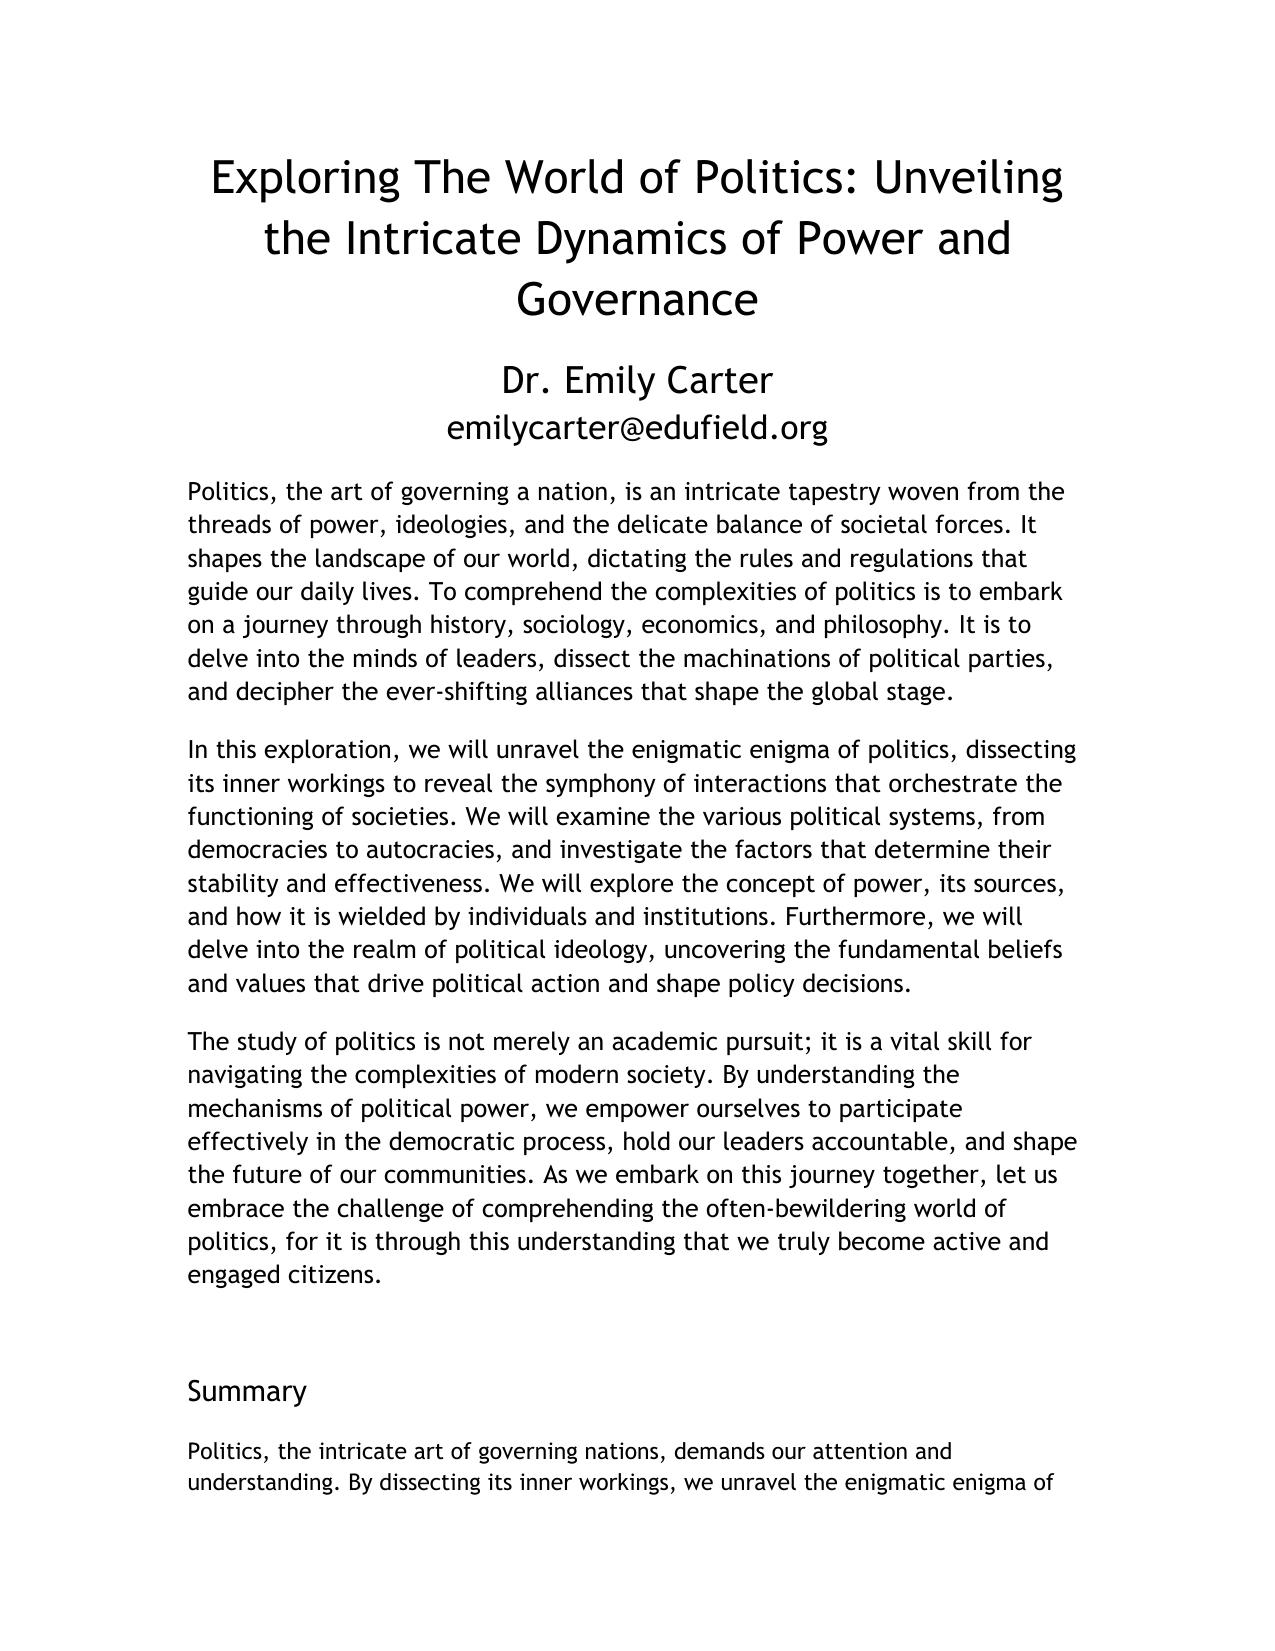 Exploring The World of Politics: Unveiling
the Intricate Dynamics of Power and
Governance
Dr. Emily Carter
emilycarter@edufield.org
Politics, the art of governing a nation, is an intricate tapestry woven from the
threads of power, ideologies, and the delicate balance of societal forces. It
shapes the landscape of our world, dictating the rules and regulations that
guide our daily lives. To comprehend the complexities of politics is to embark
on a journey through history, sociology, economics, and philosophy. It is to
delve into the minds of leaders, dissect the machinations of political parties,
and decipher the ever-shifting alliances that shape the global stage.
In this exploration, we will unravel the enigmatic enigma of politics, dissecting
its inner workings to reveal the symphony of interactions that orchestrate the
functioning of societies. We will examine the various political systems, from
democracies to autocracies, and investigate the factors that determine their
stability and effectiveness. We will explore the concept of power, its sources,
and how it is wielded by individuals and institutions. Furthermore, we will
delve into the realm of political ideology, uncovering the fundamental beliefs
and values that drive political action and shape policy decisions.
The study of politics is not merely an academic pursuit; it is a vital skill for
navigating the complexities of modern society. By understanding the
mechanisms of political power, we empower ourselves to participate
effectively in the democratic process, hold our leaders accountable, and shape
the future of our communities. As we embark on this journey together, let us
embrace the challenge of comprehending the often-bewildering world of
politics, for it is through this understanding that we truly become active and
engaged citizens.
Summary
Politics, the intricate art of governing nations, demands our attention and
understanding. By dissecting its inner workings, we unravel the enigmatic enigma of